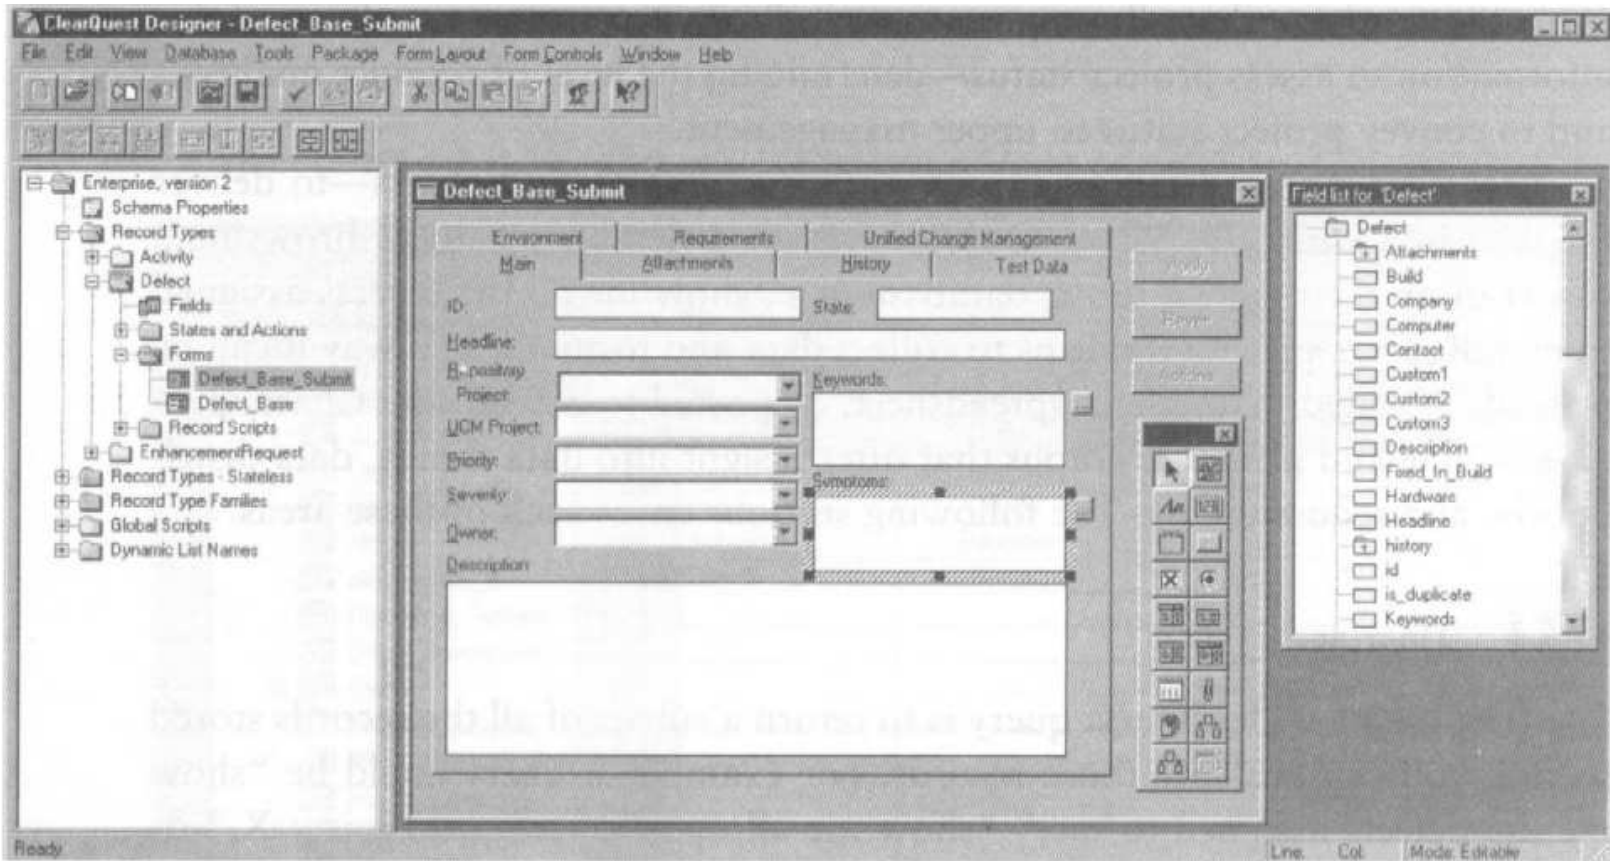 ClearQuest Designer - Defect_Base_Submit
File Edit View Database Tools Package Form Layout Form Controls Window Help
Enterprise, version 2
Schema Properties
Record Types
Activity
Defect
Fields
States and Actions
Forms
Defect_Base_Submit
Defect_Base
Record Scripts
EnhancementRequest
Record Types - Stateless
Record Type Families
Global Scripts
Dynamic List Names
Defect_Base_Submit
Environment Requirements Unified Change Management
Main Attachments History Test Data
ID: State:
Headline:
Repository
Project:
Keywords:
UCM Project:
Priority:
Severity:
Symptoms:
Owner:
Description
Apply
Revert
Actions
Field list for 'Defect'
Defect
Attachments
Build
Company
Computer
Contact
Custom1
Custom2
Custom3
Description
Fixed_In_Build
Hardware
Headline
history
id
is_duplicate
Keywords
Ready
Line: Col: Mode: Editable